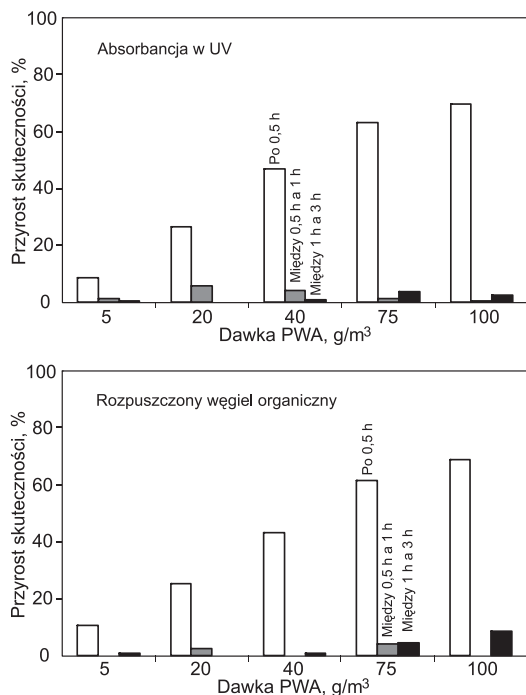 100
80
60
40
20
0
Przyrost skuteczności, %
Absorbancja w UV
Po 0,5 h
Między 0,5 h a 1 h
Między 1 h a 3 h
5 20 40 75 100
Dawka PWA, g/m³
100
80
60
40
20
0
Przyrost skuteczności, %
Rozpuszczony węgiel organiczny
Po 0,5 h
Między 0,5 h a 1 h
Między 1 h a 3 h
5 20 40 75 100
Dawka PWA, g/m³